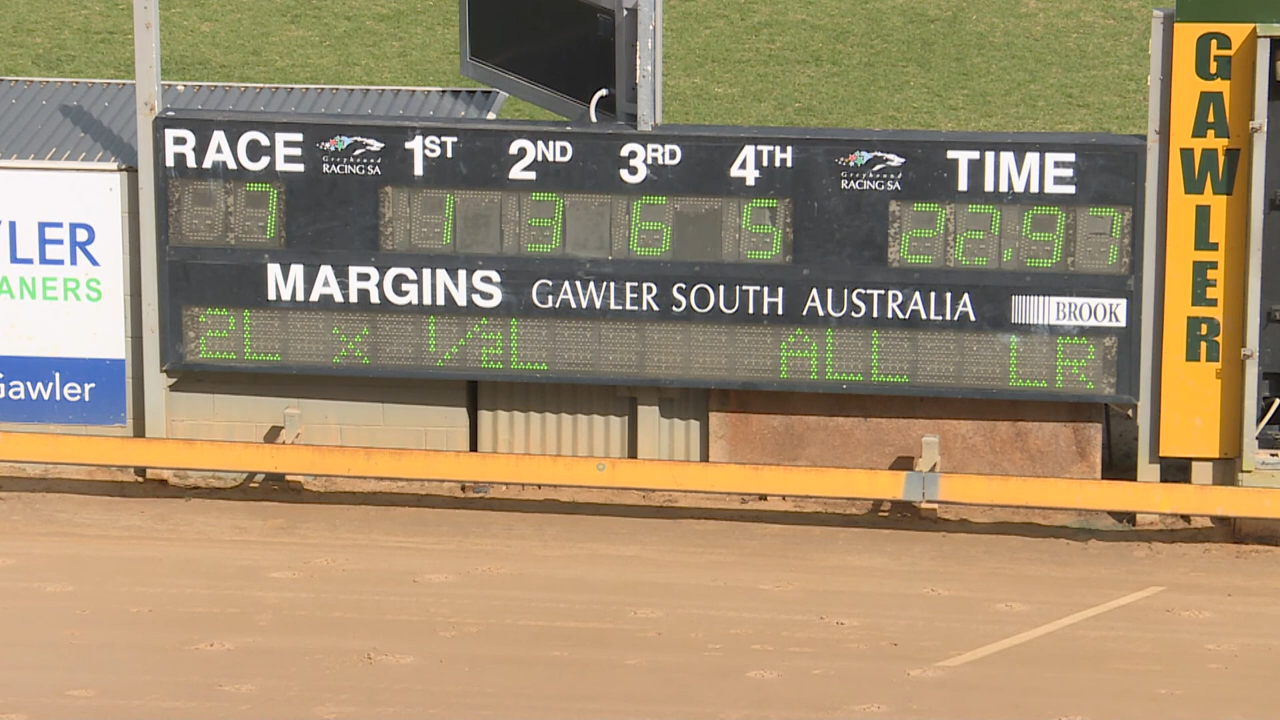 RACE Greyhound RACING SA 1ST 2ND 3RD 4TH Greyhound RACING SA TIME
7 1 3 6 5 22.97
MARGINS GAWLER SOUTH AUSTRALIA BROOK
2L x 1/2L ALL LR
GAWLER
LER
ANERS
Gawler